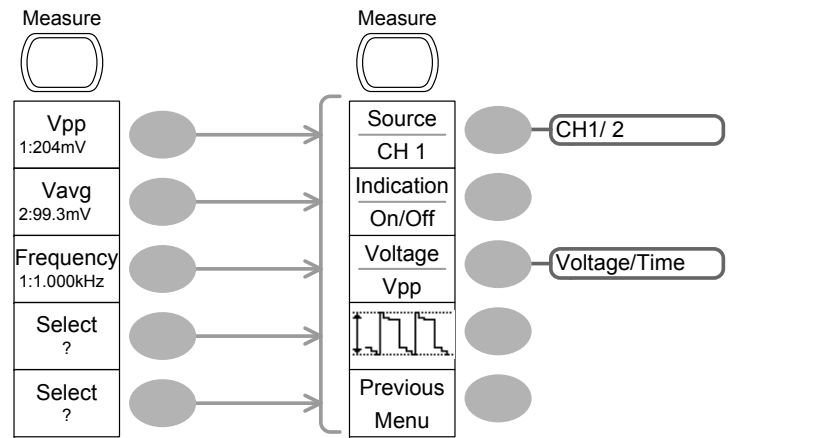 Measure
Vpp
1:204mV
Vavg
2:99.3mV
Frequency
1:1.000kHz
Select
?
Select
?
Measure
Source
CH 1
Indication
On/Off
Voltage
Vpp
Previous
Menu
CH1/ 2
Voltage/Time